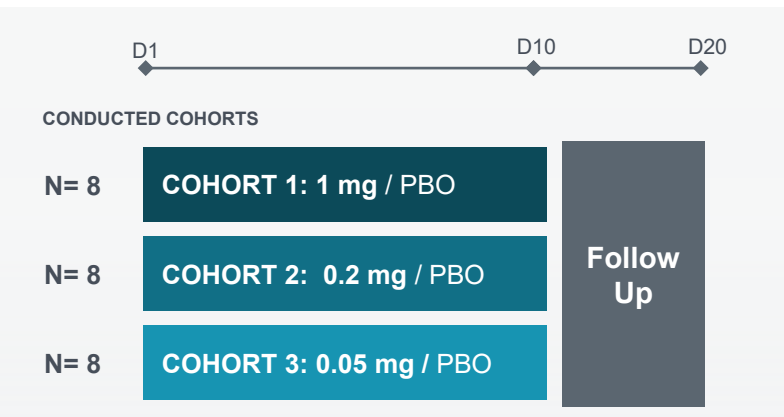 D1 D10 D20
CONDUCTED COHORTS
N= 8 COHORT 1: 1 mg / PBO
N= 8 COHORT 2: 0.2 mg / PBO
N= 8 COHORT 3: 0.05 mg / PBO
Follow
Up